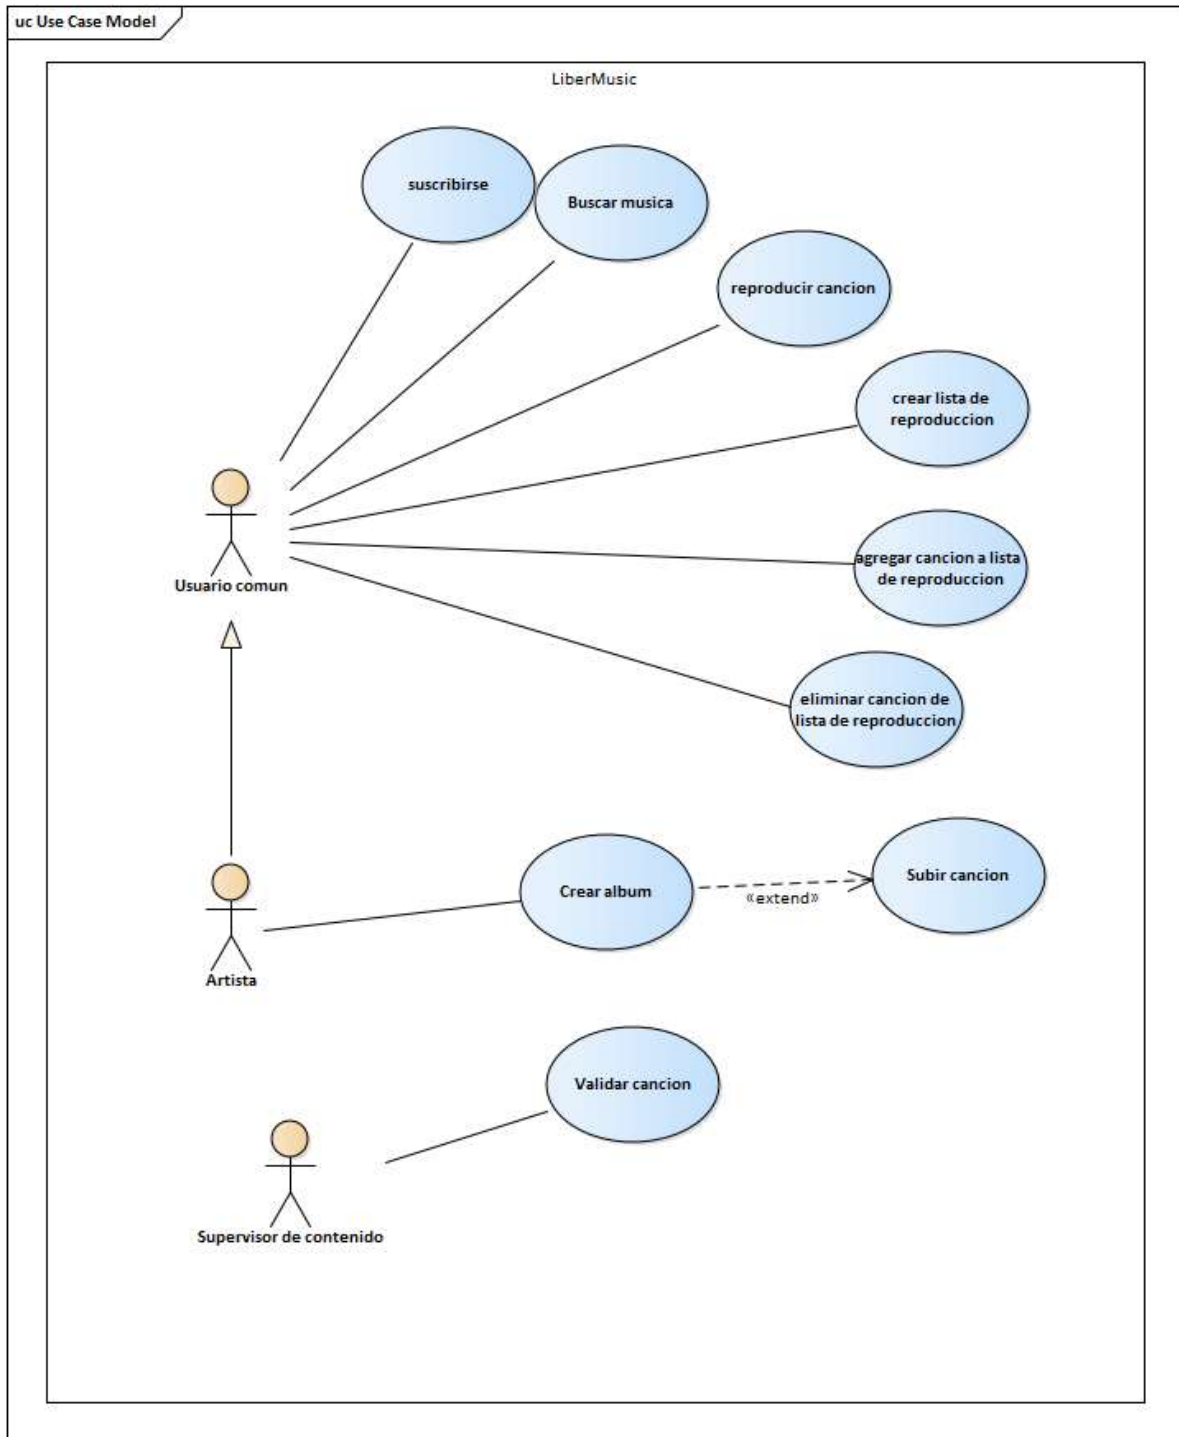 uc Use Case Model
LiberMusic
suscribirse
Buscar musica
reproducir cancion
crear lista de
reproduccion
agregar cancion a lista
de reproduccion
Usuario comun
eliminar cancion de
lista de reproduccion
Crear album
«extend»
Subir cancion
Artista
Validar cancion
Supervisor de contenido